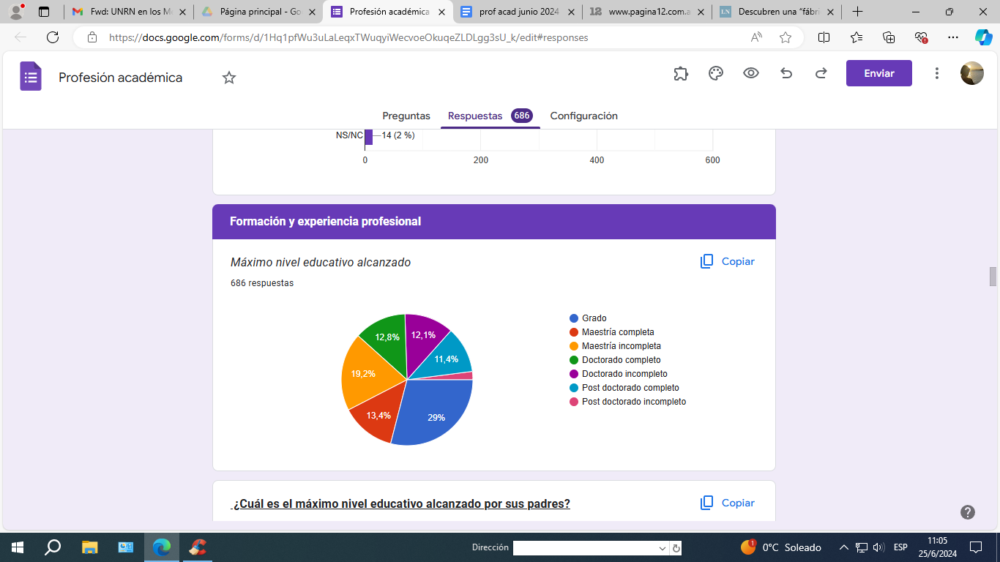 Fwd: UNRN en los M
Página principal - Go
Profesión académica
prof acad junio 2024
12 www.pagina12.com.a
LN Descubren una “fábri
https://docs.google.com/forms/d/1Hq1pfWu3uLaLeqxTWuqyiWecvoeOkuqeZLDLgg3sU_k/edit#responses
Profesión académica
Enviar
Preguntas Respuestas 686 Configuración
NS/NC 14 (2 %)
0 200 400 600
Formación y experiencia profesional
Máximo nivel educativo alcanzado
Copiar
686 respuestas
12,8%
12,1%
11,4%
19,2%
13,4%
29%
Grado
Maestría completa
Maestría incompleta
Doctorado completo
Doctorado incompleto
Post doctorado completo
Post doctorado incompleto
¿Cuál es el máximo nivel educativo alcanzado por sus padres?
Copiar
Dirección
1 0°C Soleado
ESP
11:05
25/6/2024